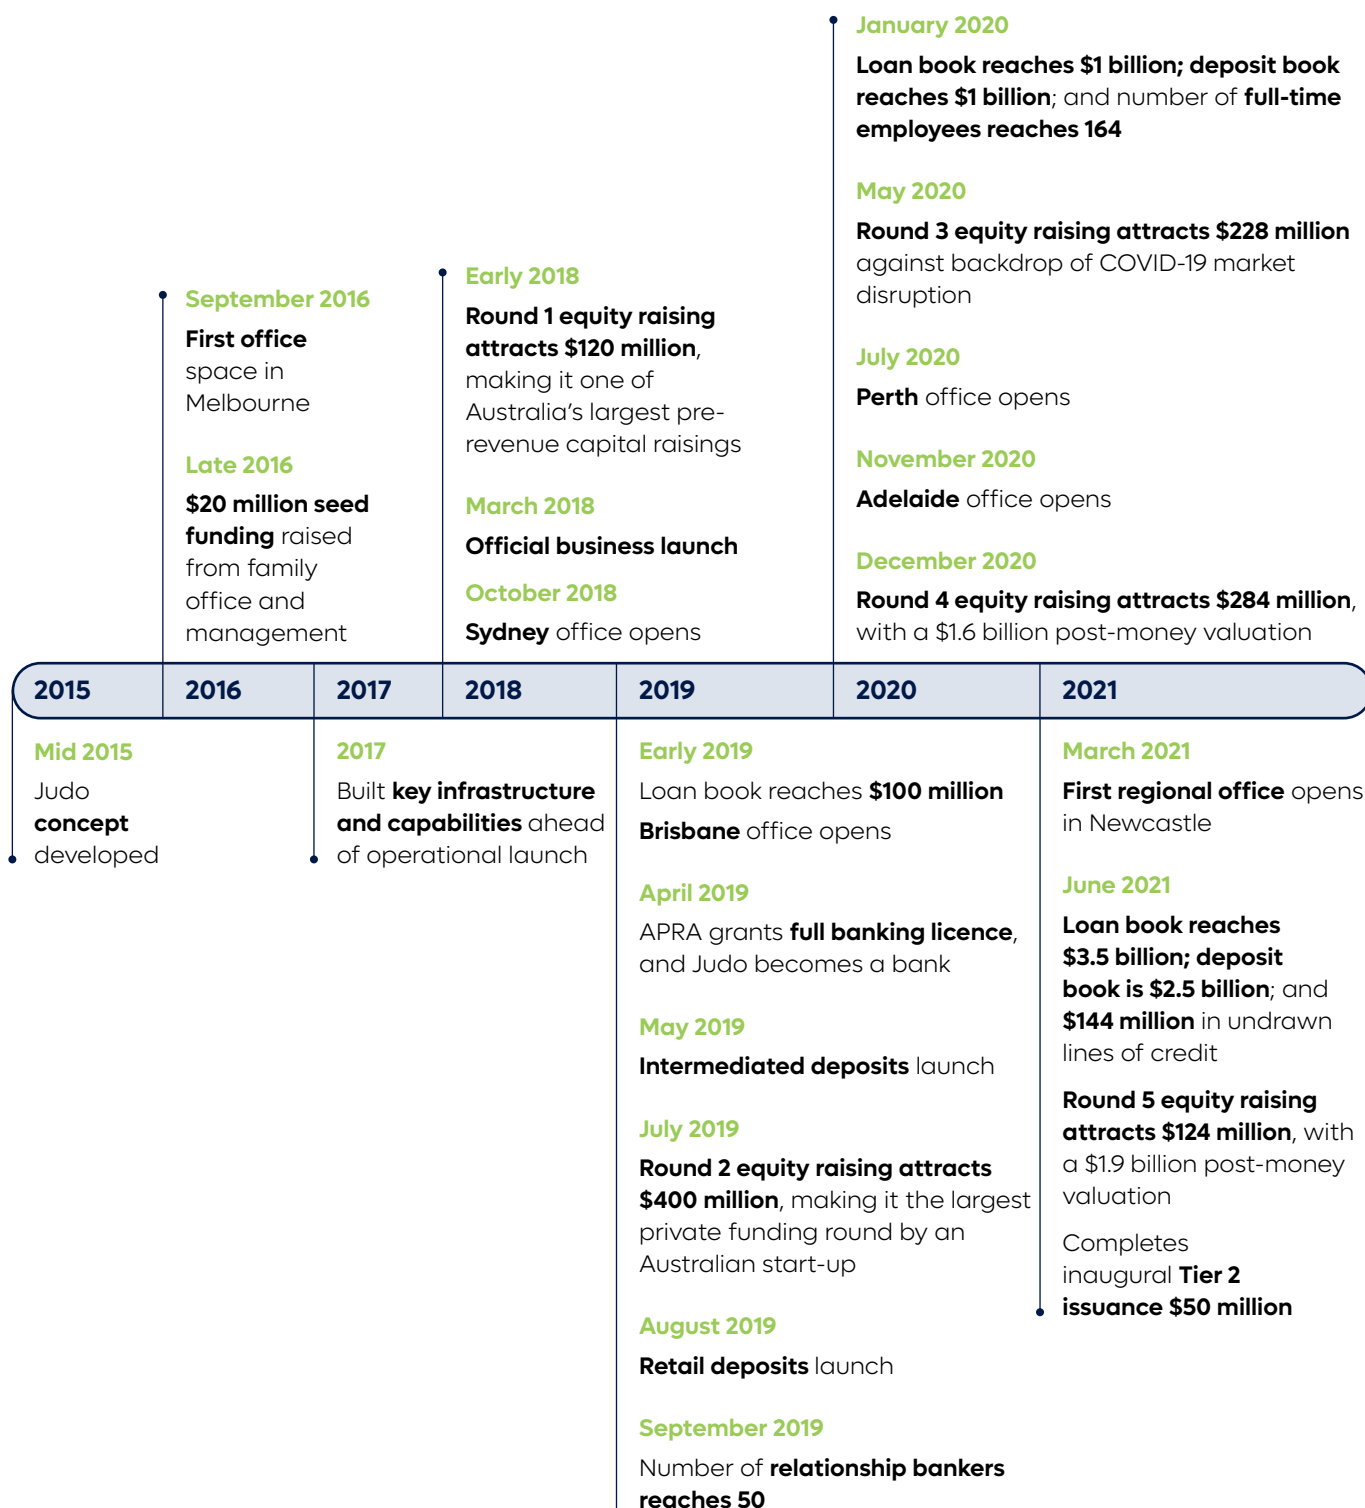 January 2020
Loan book reaches $1 billion; deposit book
reaches $1 billion; and number of full-time
employees reaches 164
May 2020
Round 3 equity raising attracts $228 million
against backdrop of COVID-19 market
disruption
July 2020
Perth office opens
November 2020
Adelaide office opens
December 2020
Round 4 equity raising attracts $284 million,
with a $1.6 billion post-money valuation
September 2016
First office
space in
Melbourne
Late 2016
$20 million seed
funding raised
from family
office and
management
Early 2018
Round 1 equity raising
attracts $120 million,
making it one of
Australia's largest pre-
revenue capital raisings
March 2018
Official business launch
October 2018
Sydney office opens
2015
2016
2017
2018
2019
2020
2021
Mid 2015
Judo
concept
developed
2017
Built key infrastructure
and capabilities ahead
of operational launch
Early 2019
Loan book reaches $100 million
Brisbane office opens
April 2019
APRA grants full banking licence,
and Judo becomes a bank
May 2019
Intermediated deposits launch
July 2019
Round 2 equity raising attracts
$400 million, making it the largest
private funding round by an
Australian start-up
August 2019
Retail deposits launch
September 2019
Number of relationship bankers
reaches 50
March 2021
First regional office opens
in Newcastle
June 2021
Loan book reaches
$3.5 billion; deposit
book is $2.5 billion; and
$144 million in undrawn
lines of credit
Round 5 equity raising
attracts $124 million, with
a $1.9 billion post-money
valuation
Completes
inaugural Tier 2
issuance $50 million